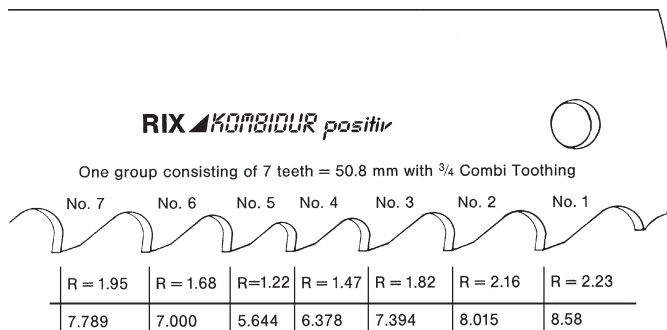 RIX KOMBIDUR positiv
One group consisting of 7 teeth = 50.8 mm with ¾ Combi Toothing
No. 7 No. 6 No. 5 No. 4 No. 3 No. 2 No. 1
R = 1.95 R = 1.68 R=1.22 R = 1.47 R = 1.82 R = 2.16 R = 2.23
7.789 7.000 5.644 6.378 7.394 8.015 8.58